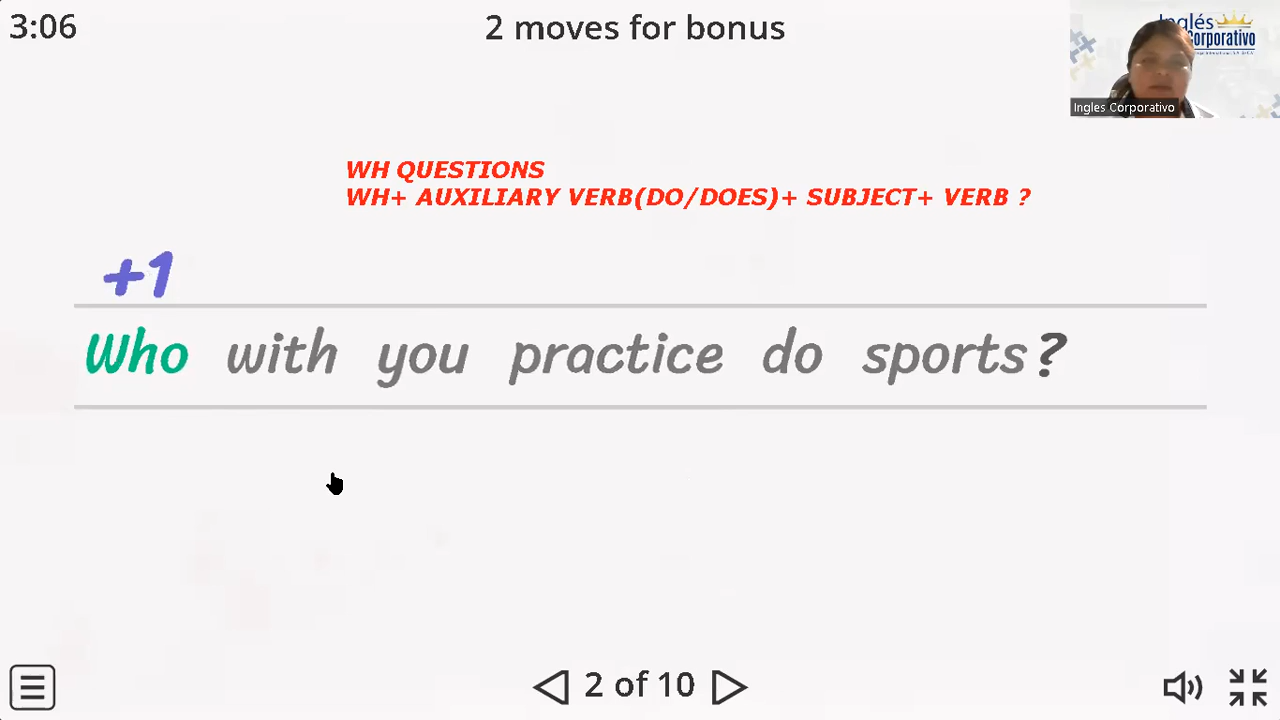 3:06
2 moves for bonus
Inglés
Corporativo
Ingles Corporativo
WH QUESTIONS
WH+ AUXILIARY VERB(DO/DOES)+ SUBJECT+ VERB ?
+1
Who with you practice do sports?
2 of 10